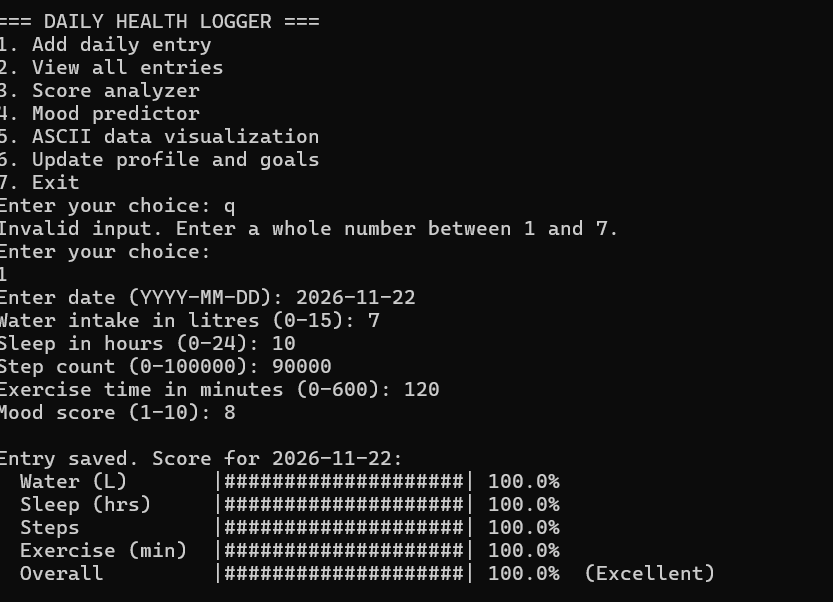 === DAILY HEALTH LOGGER ===
1. Add daily entry
2. View all entries
3. Score analyzer
4. Mood predictor
5. ASCII data visualization
6. Update profile and goals
7. Exit
Enter your choice: q
Invalid input. Enter a whole number between 1 and 7.
Enter your choice:
1
Enter date (YYYY-MM-DD): 2026-11-22
Water intake in litres (0-15): 7
Sleep in hours (0-24): 10
Step count (0-100000): 90000
Exercise time in minutes (0-600): 120
Mood score (1-10): 8

Entry saved. Score for 2026-11-22:
  Water (L)       |####################| 100.0%
  Sleep (hrs)     |####################| 100.0%
  Steps           |####################| 100.0%
  Exercise (min)  |####################| 100.0%
  Overall         |####################| 100.0%  (Excellent)